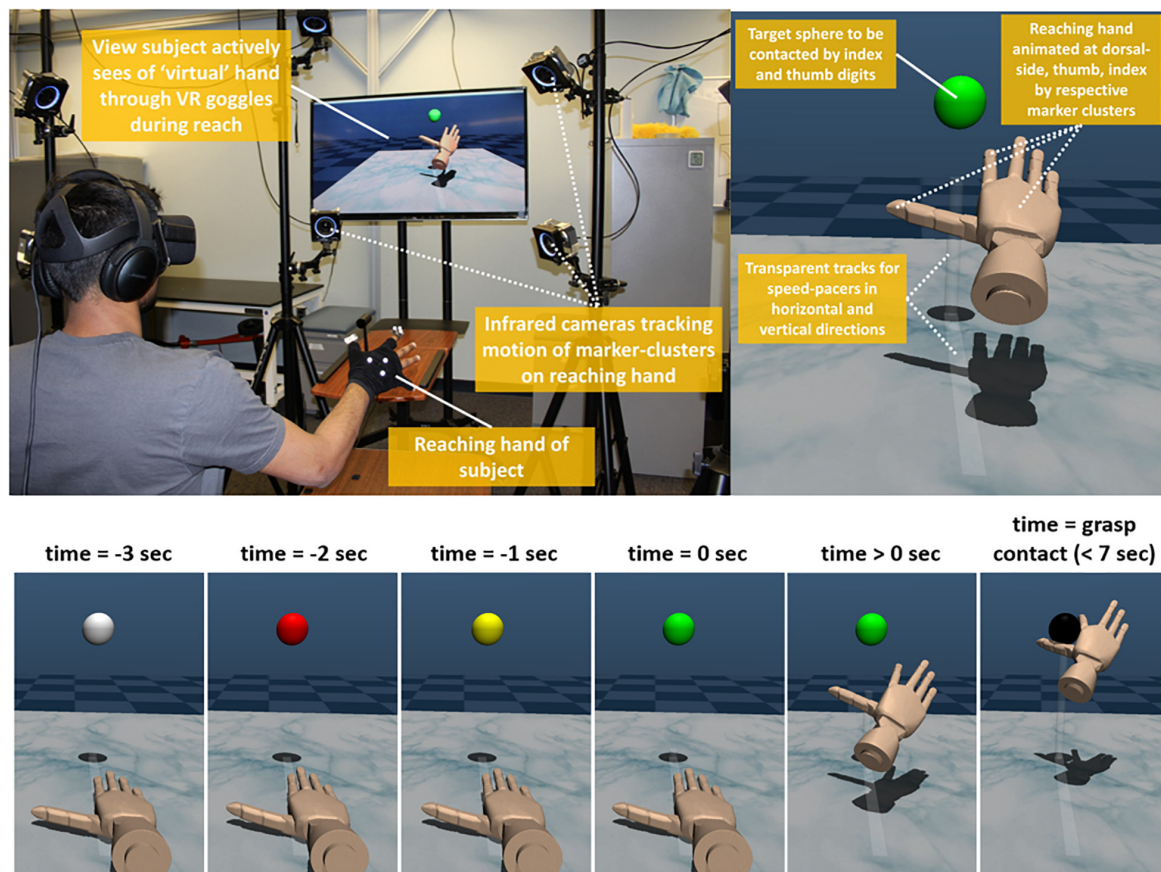 View subject actively
sees of 'virtual' hand
through VR goggles
during reach
Infrared cameras tracking
motion of marker-clusters
on reaching hand
Reaching hand of
subject
Target sphere to be
contacted by index
and thumb digits
Reaching hand
animated at dorsal-
side, thumb, index
by respective
marker clusters
Transparent tracks for
speed-pacers in
horizontal and
vertical directions
time = -3 sec
time = -2 sec
time = -1 sec
time = 0 sec
time > 0 sec
time = grasp
contact (< 7 sec)